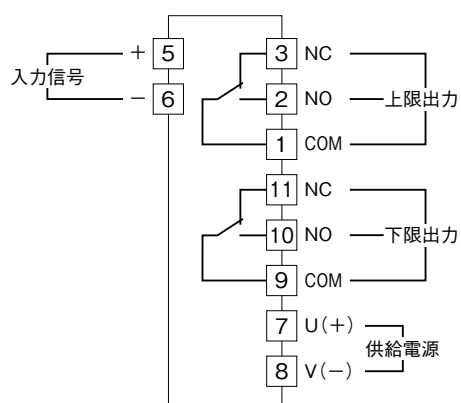 + 5
入力信号
− 6
3 NC
2 NO 上限出力
1 COM
11 NC
10 NO 下限出力
9 COM
7 U(+)
供給電源
8 V(−)